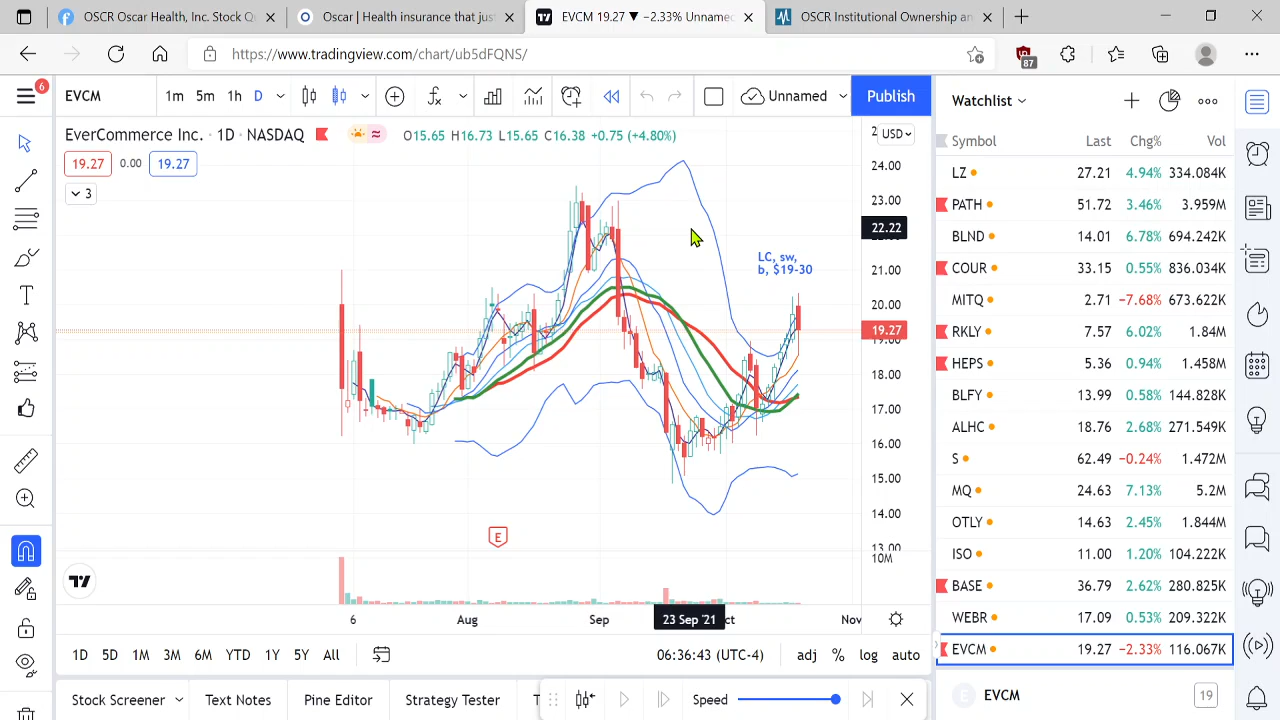 Oscar Health, Inc. Stock Q
Oscar | Health insurance that jus
EVCM 19.27 ▼ −2.33% Unname
OSCR Institutional Ownership an
https://www.tradingview.com/chart/ub5dFQNS/
87
6
EVCM
1m 5m 1h D
Unnamed
Publish
EverCommerce Inc. · 1D · NASDAQ
O15.65 H16.73 L15.65 C16.38 +0.75 (+4.80%)
19.27 0.00 19.27
3
USD
24.00
23.00
22.22
21.00
20.00
19.27
19.00
18.00
17.00
16.00
15.00
14.00
13.00
10M
LC, sw,
b, $19-30
E
6 Aug Sep 23 Sep '21 ct Nov
1D 5D 1M 3M 6M YTD 1Y 5Y All
06:36:43 (UTC-4) adj % log auto
Stock Screener Text Notes Pine Editor Strategy Tester T
Speed
Watchlist
Symbol Last Chg% Vol
LZ 27.21 4.94% 334.084K
PATH 51.72 3.46% 3.959M
BLND 14.01 6.78% 694.242K
COUR 33.15 0.55% 836.034K
MITQ 2.71 −7.68% 673.622K
RKLY 7.57 6.02% 1.84M
HEPS 5.36 0.94% 1.458M
BLFY 13.99 0.58% 144.828K
ALHC 18.76 2.68% 271.549K
S 62.49 −0.24% 1.472M
MQ 24.63 7.13% 5.2M
OTLY 14.63 2.45% 1.844M
ISO 11.00 1.20% 104.222K
BASE 36.79 2.62% 280.825K
WEBR 17.09 0.53% 209.322K
EVCM 19.27 −2.33% 116.067K
E EVCM 19